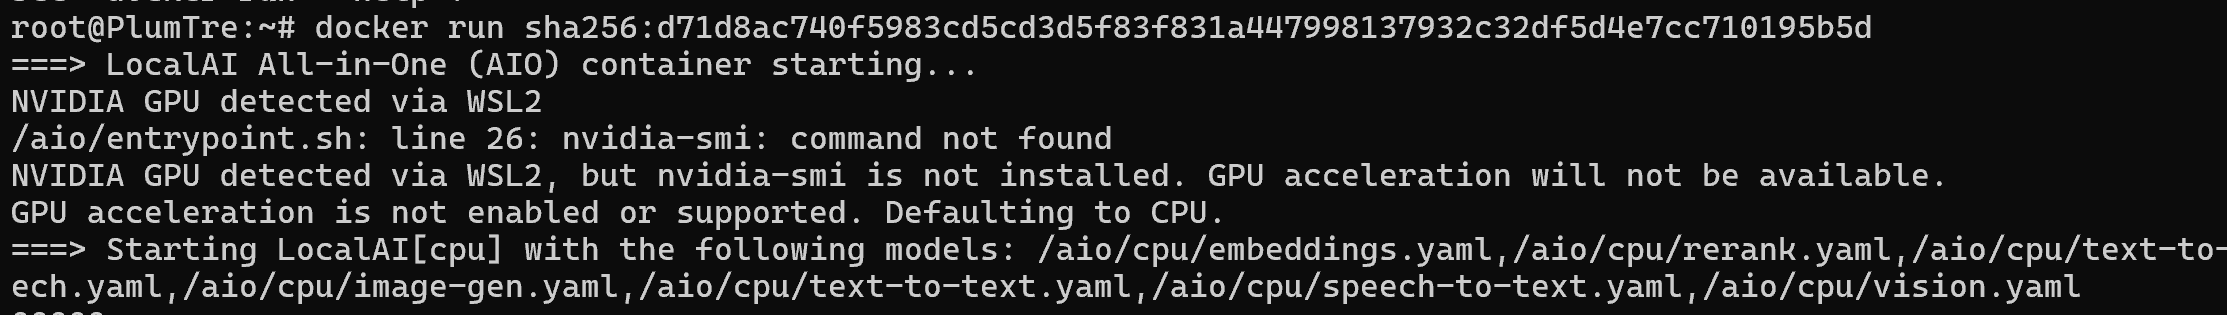 root@PlumTre:~# docker run sha256:d71d8ac740f5983cd5cd3d5f83f831a447998137932c32df5d4e7cc710195b5d
===> LocalAI All-in-One (AIO) container starting...
NVIDIA GPU detected via WSL2
/aio/entrypoint.sh: line 26: nvidia-smi: command not found
NVIDIA GPU detected via WSL2, but nvidia-smi is not installed. GPU acceleration will not be available.
GPU acceleration is not enabled or supported. Defaulting to CPU.
===> Starting LocalAI[cpu] with the following models: /aio/cpu/embeddings.yaml,/aio/cpu/rerank.yaml,/aio/cpu/text-to-
ech.yaml,/aio/cpu/image-gen.yaml,/aio/cpu/text-to-text.yaml,/aio/cpu/speech-to-text.yaml,/aio/cpu/vision.yaml